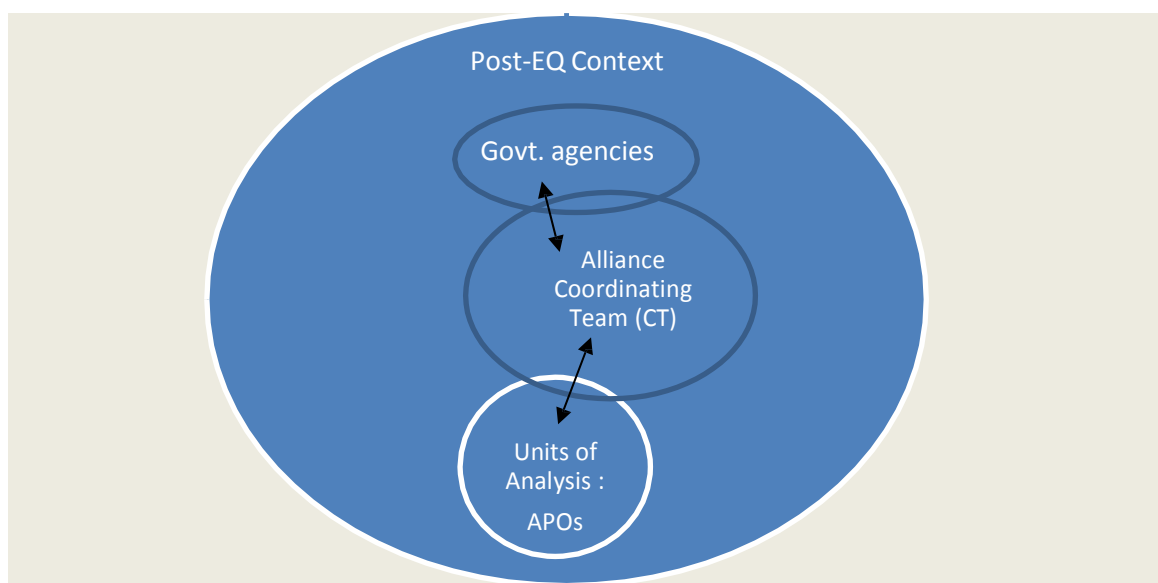 Post-EQ Context
Govt. agencies
Alliance
Coordinating
Team (CT)
Units of
Analysis :
APOs